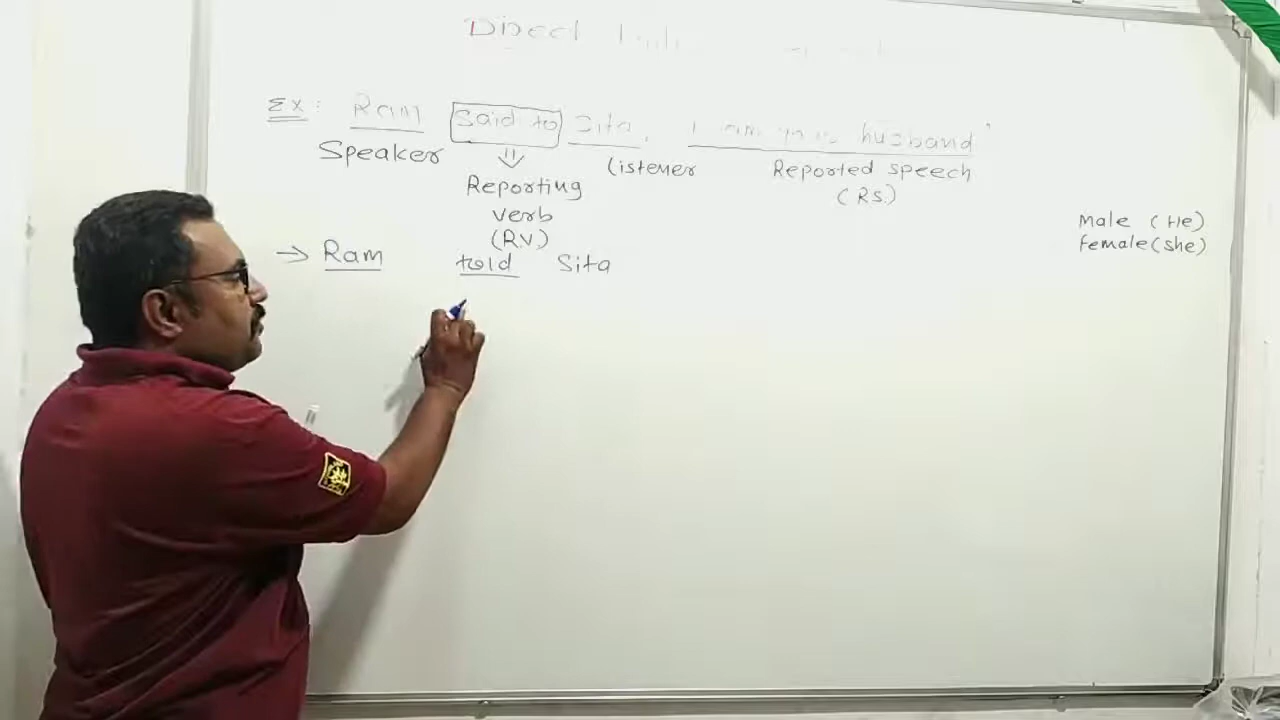 Direct
Ex: Ram Said to Sita, I am husband"
Speaker Listener Reported speech
Reporting (RS.)
verb Male (He)
(RV) female (she)
→ Ram told Sita